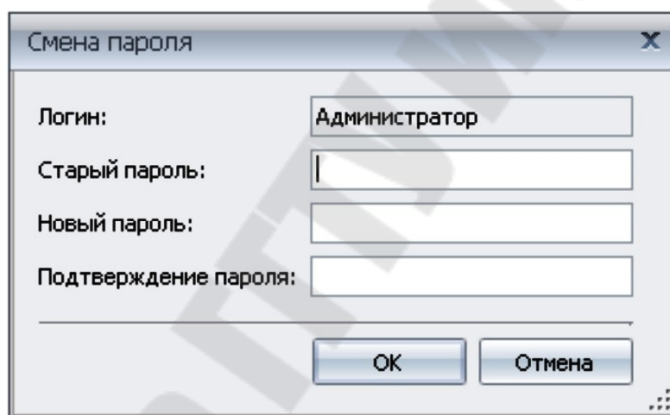 Смена пароля
Логин: Администратор
Старый пароль:
Новый пароль:
Подтверждение пароля:
ОК Отмена